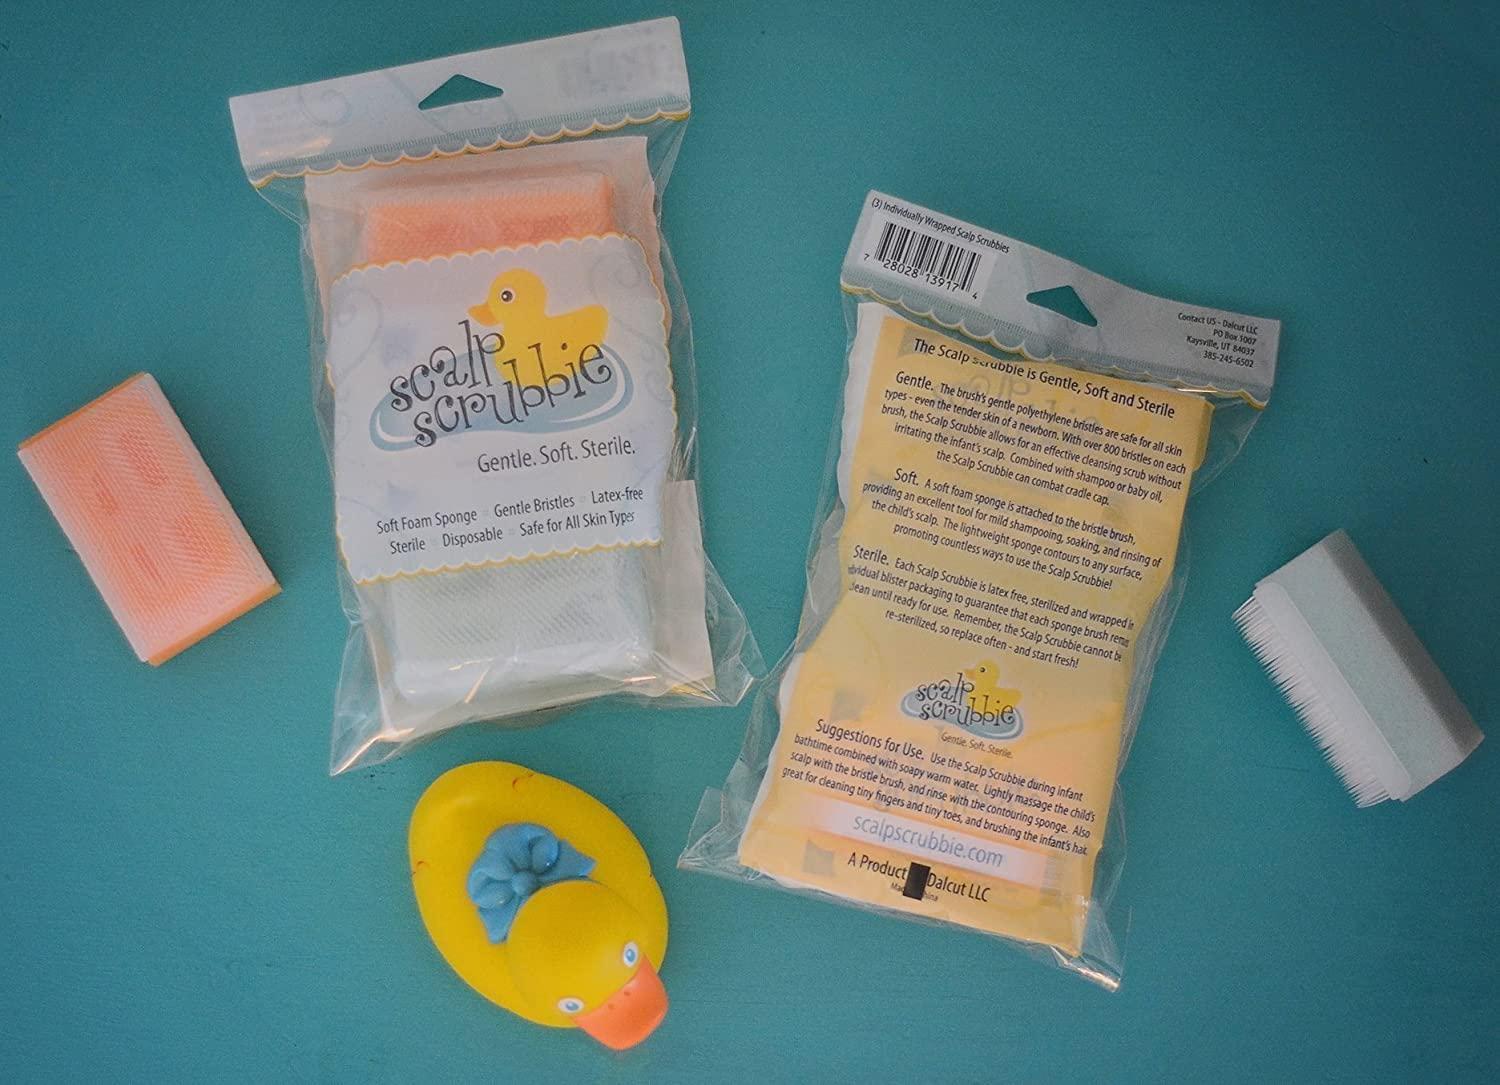 scalp
scrubbie
Gentle. Soft. Sterile.
Soft Foam Sponge Gentle Bristles Latex-free
Sterile Disposable Safe for All Skin Types
(3) Individually Wrapped Scalp Scrubbies
7 28028 13917 4
Contact US - Dalcut LLC
PO Box 1007
Kaysville, UT 84037
385-245-6502
The Scalp Scrubbie is Gentle, Soft and Sterile
Gentle. The brush's gentle polyethylene bristles are safe for all skin
types - even the tender skin of a newborn. With over 800 bristles on each
brush, the Scalp Scrubbie allows for an effective cleansing scrub without
irritating the infant's scalp. Combined with shampoo or baby oil,
the Scalp Scrubbie can combat cradle cap.
Soft. A soft foam sponge is attached to the bristle brush,
providing an excellent tool for mild shampooing, soaking, and rinsing of
the child's scalp. The lightweight sponge contours to any surface,
promoting countless ways to use the Scalp Scrubbie!
Sterile. Each Scalp Scrubbie is latex free, sterilized and wrapped in
dividual blister packaging to guarantee that each sponge brush remains
clean until ready for use. Remember, the Scalp Scrubbie cannot be
re-sterilized, so replace often - and start fresh!
scalp
scrubbie
Gentle. Soft. Sterile.
Suggestions for Use. Use the Scalp Scrubbie during infant
bathtime combined with soapy warm water. Lightly massage the child's
scalp with the bristle brush, and rinse with the contouring sponge. Also
great for cleaning tiny fingers and tiny toes, and brushing the infant's hair.
scalpscrubbie.com
A Product Dalcut LLC